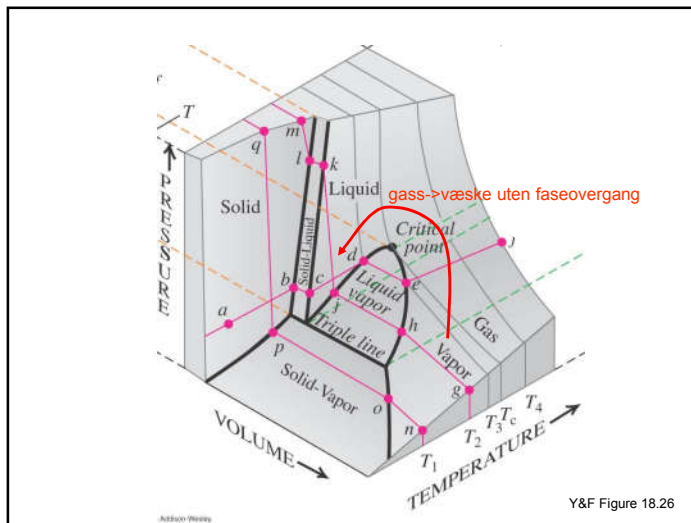 T
m
q
l
k
Liquid
gass->væske uten faseovergang
PRESSURE
Solid
Solid-Liquid
Critical
point
d
J
b
c
e
a
Liquid
vapor
h
Triple line
p
Vapor
Gas
Solid-Vapor
o
g
n
VOLUME
T1
T2
T3
Tc
T4
TEMPERATURE
Y&F Figure 18.26
Addison-Wesley.